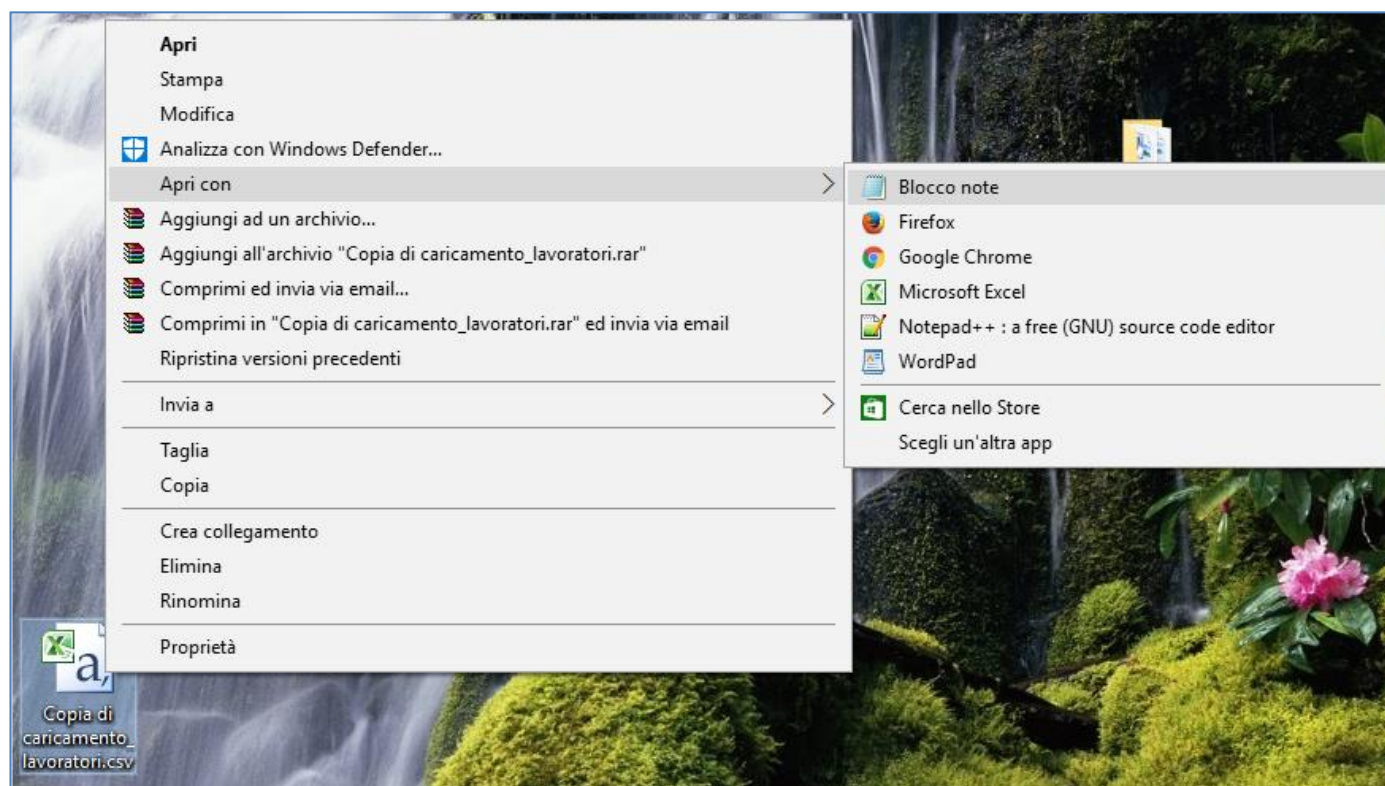 Apri
Stampa
Modifica
Analizza con Windows Defender...
Apri con
Aggiungi ad un archivio...
Aggiungi all'archivio "Copia di caricamento_lavoratori.rar"
Comprimi ed invia via email...
Comprimi in "Copia di caricamento_lavoratori.rar" ed invia via email
Ripristina versioni precedenti
Invia a
Taglia
Copia
Crea collegamento
Elimina
Rinomina
Proprietà
Blocco note
Firefox
Google Chrome
Microsoft Excel
Notepad++ : a free (GNU) source code editor
WordPad
Cerca nello Store
Scegli un'altra app
a,
Copia di
caricamento_
lavoratori.csv